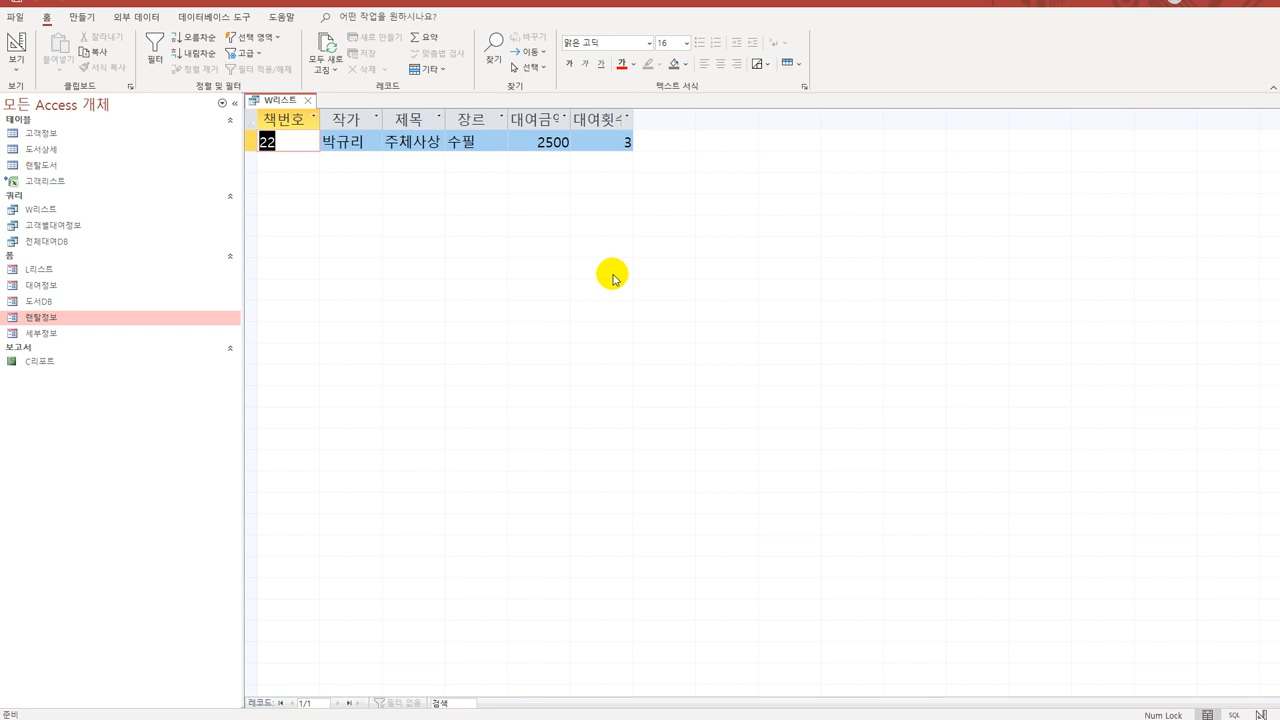 파일 홈 만들기 외부 데이터 데이터베이스 도구 도움말 어떤 작업을 원하시나요?
보기
붙여넣기
잘라내기
복사
서식 복사
필터
오름차순
내림차순
정렬 제거
선택 영역
고급
필터 적용/해제
모두 새로
고침
새로 만들기
저장
삭제
요약
맞춤법 검사
기타
찾기
바꾸기
이동
선택
맑은 고딕 16
가 가 가 가
보기 클립보드 정렬 및 필터 레코드 찾기 텍스트 서식
모든 Access 개체
테이블
고객정보
도서상세
랜탈도서
고객리스트
쿼리
W리스트
고객별대여정보
전체대여DB
폼
L리스트
대여정보
도서DB
랜탈정보
세부정보
보고서
C리포트
W리스트
책번호 작가 제목 장르
22 박규리 주체사상 수필 2500 3
레코드: 1/1 필터 없음 검색
준비 Num Lock SQL